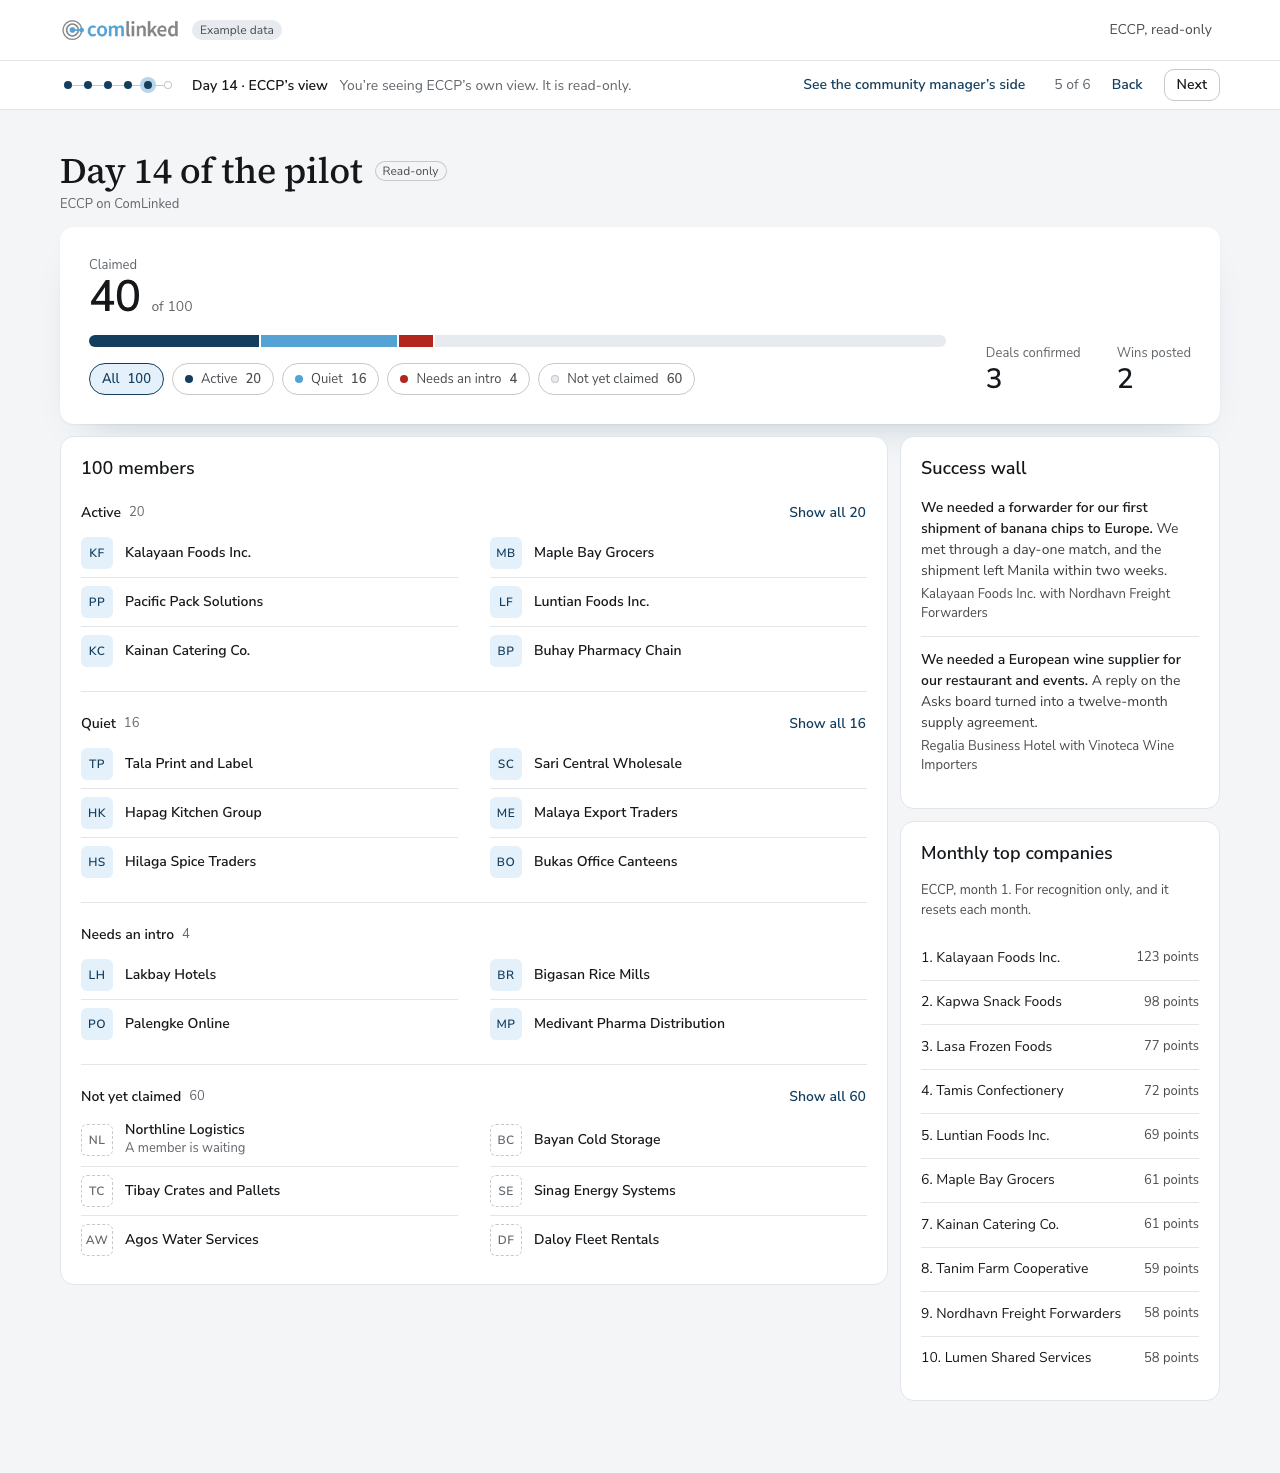 comlinked
Example data
ECCP, read-only
Day 14 · ECCP’s view
You’re seeing ECCP’s own view. It is read-only.
See the community manager’s side
5 of 6
Back
Next
Day 14 of the pilot
Read-only
ECCP on ComLinked
Claimed
40 of 100
All 100
Active 20
Quiet 16
Needs an intro 4
Not yet claimed 60
Deals confirmed
3
Wins posted
2
100 members
Active 20
Show all 20
KF Kalayaan Foods Inc.
MB Maple Bay Grocers
PP Pacific Pack Solutions
LF Luntian Foods Inc.
KC Kainan Catering Co.
BP Buhay Pharmacy Chain
Quiet 16
Show all 16
TP Tala Print and Label
SC Sari Central Wholesale
HK Hapag Kitchen Group
ME Malaya Export Traders
HS Hilaga Spice Traders
BO Bukas Office Canteens
Needs an intro 4
LH Lakbay Hotels
BR Bigasan Rice Mills
PO Palengke Online
MP Medivant Pharma Distribution
Not yet claimed 60
Show all 60
NL Northline Logistics
A member is waiting
BC Bayan Cold Storage
TC Tibay Crates and Pallets
SE Sinag Energy Systems
AW Agos Water Services
DF Daloy Fleet Rentals
Success wall
We needed a forwarder for our first
shipment of banana chips to Europe. We
met through a day-one match, and the
shipment left Manila within two weeks.
Kalayaan Foods Inc. with Nordhavn Freight
Forwarders
We needed a European wine supplier for
our restaurant and events. A reply on the
Asks board turned into a twelve-month
supply agreement.
Regalia Business Hotel with Vinoteca Wine
Importers
Monthly top companies
ECCP, month 1. For recognition only, and it
resets each month.
1. Kalayaan Foods Inc. 123 points
2. Kapwa Snack Foods 98 points
3. Lasa Frozen Foods 77 points
4. Tamis Confectionery 72 points
5. Luntian Foods Inc. 69 points
6. Maple Bay Grocers 61 points
7. Kainan Catering Co. 61 points
8. Tanim Farm Cooperative 59 points
9. Nordhavn Freight Forwarders 58 points
10. Lumen Shared Services 58 points